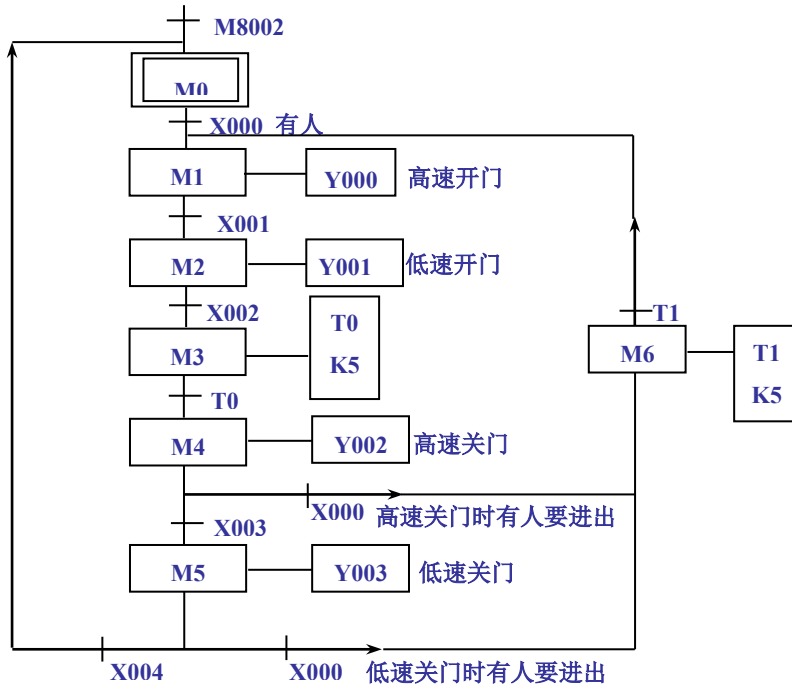 M8002
M0
X000 有人
M1
Y000
高速开门
X001
M2
Y001
低速开门
X002
T0
K5
M3
T1
M6
T1
K5
T0
M4
Y002
高速关门
X000
高速关门时有人要进出
X003
M5
Y003
低速关门
X004
X000
低速关门时有人要进出